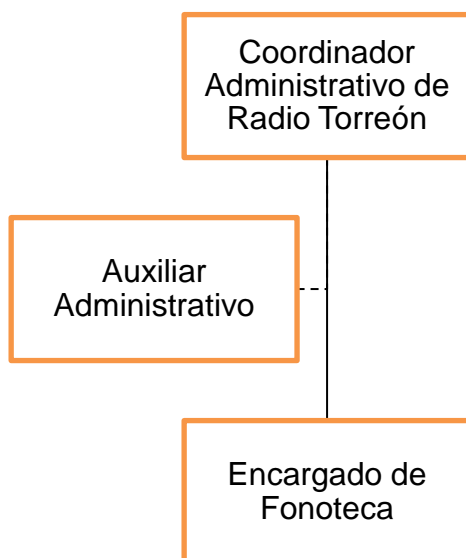 Coordinador
Administrativo de
Radio Torreón
Auxiliar
Administrativo
Encargado de
Fonoteca